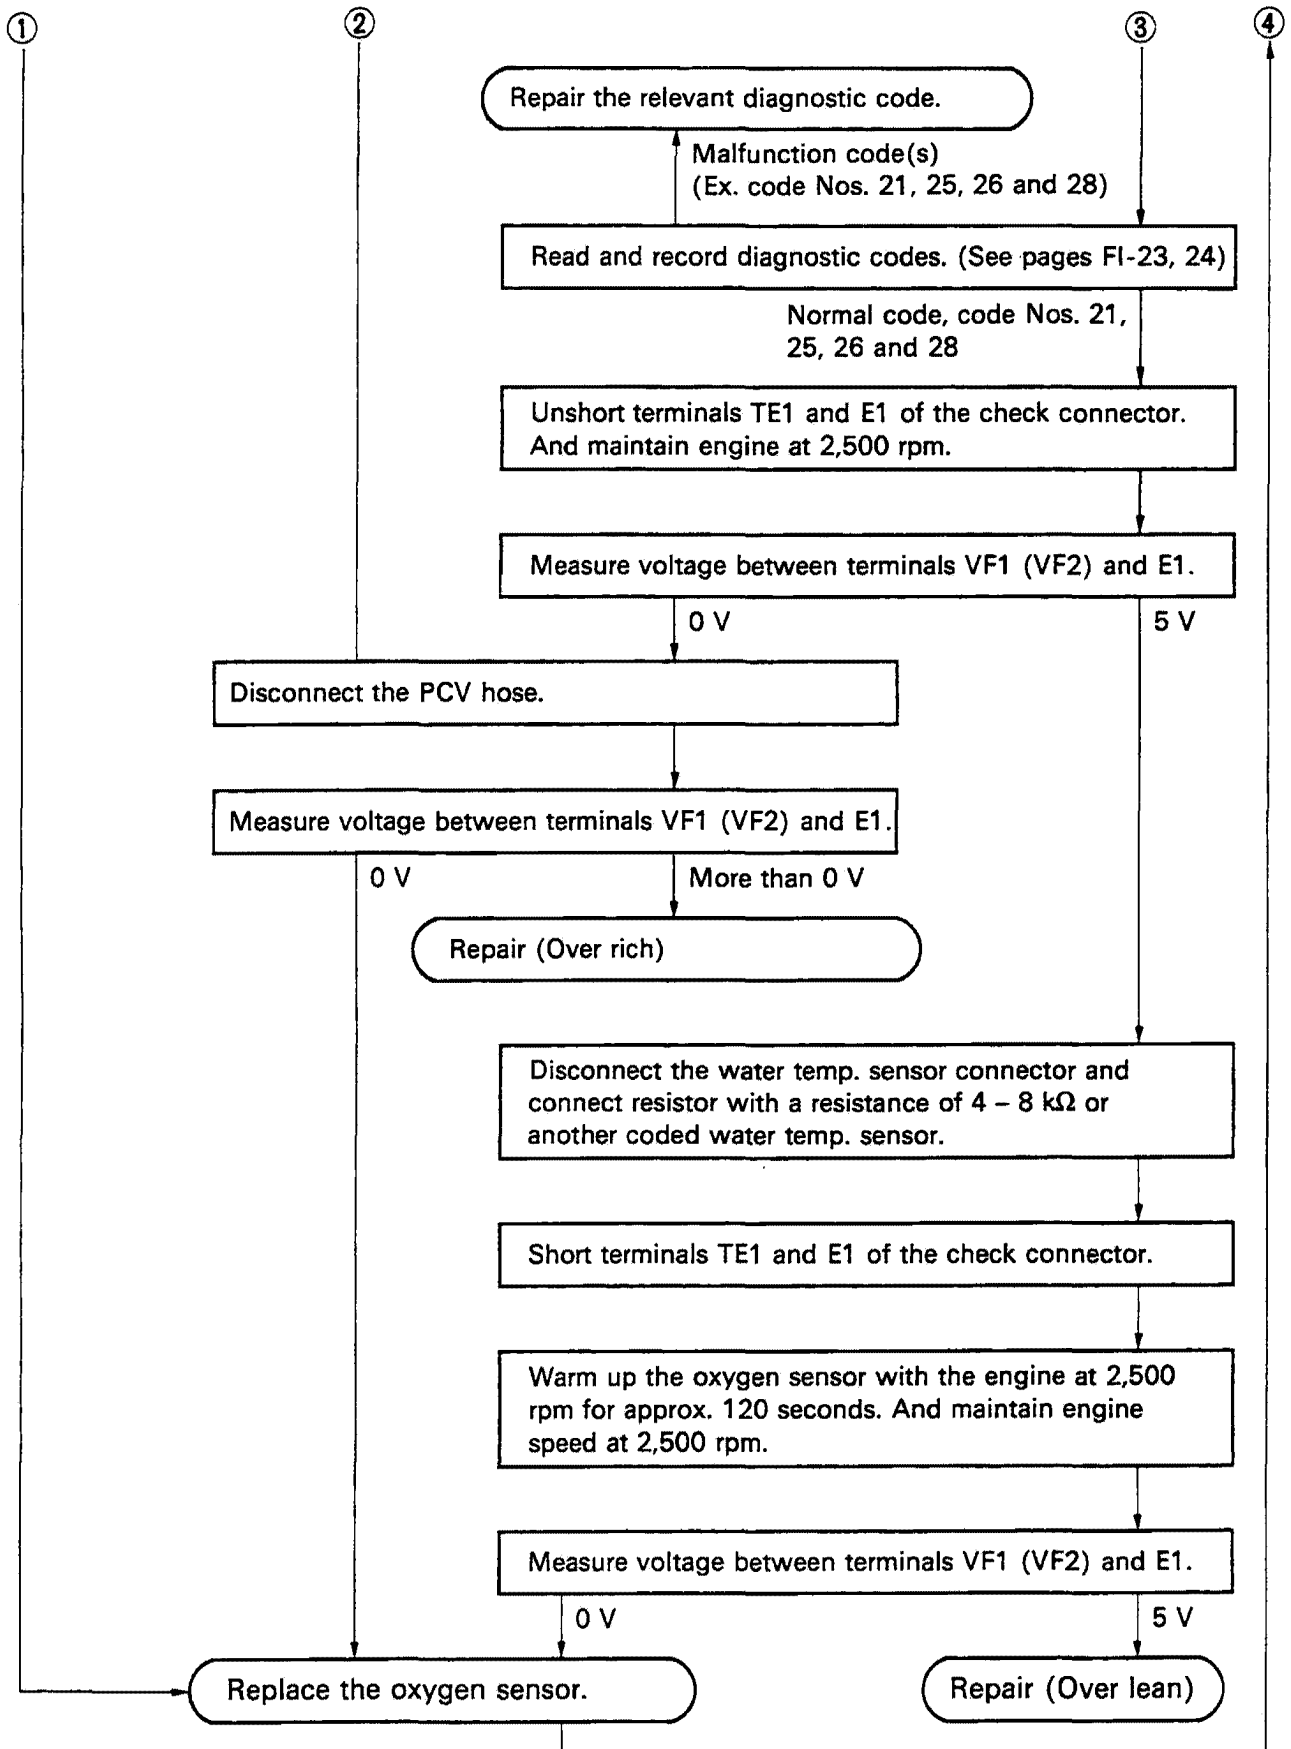 ① ② ③ ④
Repair the relevant diagnostic code.
Malfunction code(s)
(Ex. code Nos. 21, 25, 26 and 28)
Read and record diagnostic codes. (See pages FI-23, 24)
Normal code, code Nos. 21,
25, 26 and 28
Unshort terminals TE1 and E1 of the check connector.
And maintain engine at 2,500 rpm.
Measure voltage between terminals VF1 (VF2) and E1.
0 V 5 V
Disconnect the PCV hose.
Measure voltage between terminals VF1 (VF2) and E1.
0 V More than 0 V
Repair (Over rich)
Disconnect the water temp. sensor connector and
connect resistor with a resistance of 4 – 8 kΩ or
another coded water temp. sensor.
Short terminals TE1 and E1 of the check connector.
Warm up the oxygen sensor with the engine at 2,500
rpm for approx. 120 seconds. And maintain engine
speed at 2,500 rpm.
Measure voltage between terminals VF1 (VF2) and E1.
0 V 5 V
Replace the oxygen sensor. Repair (Over lean)